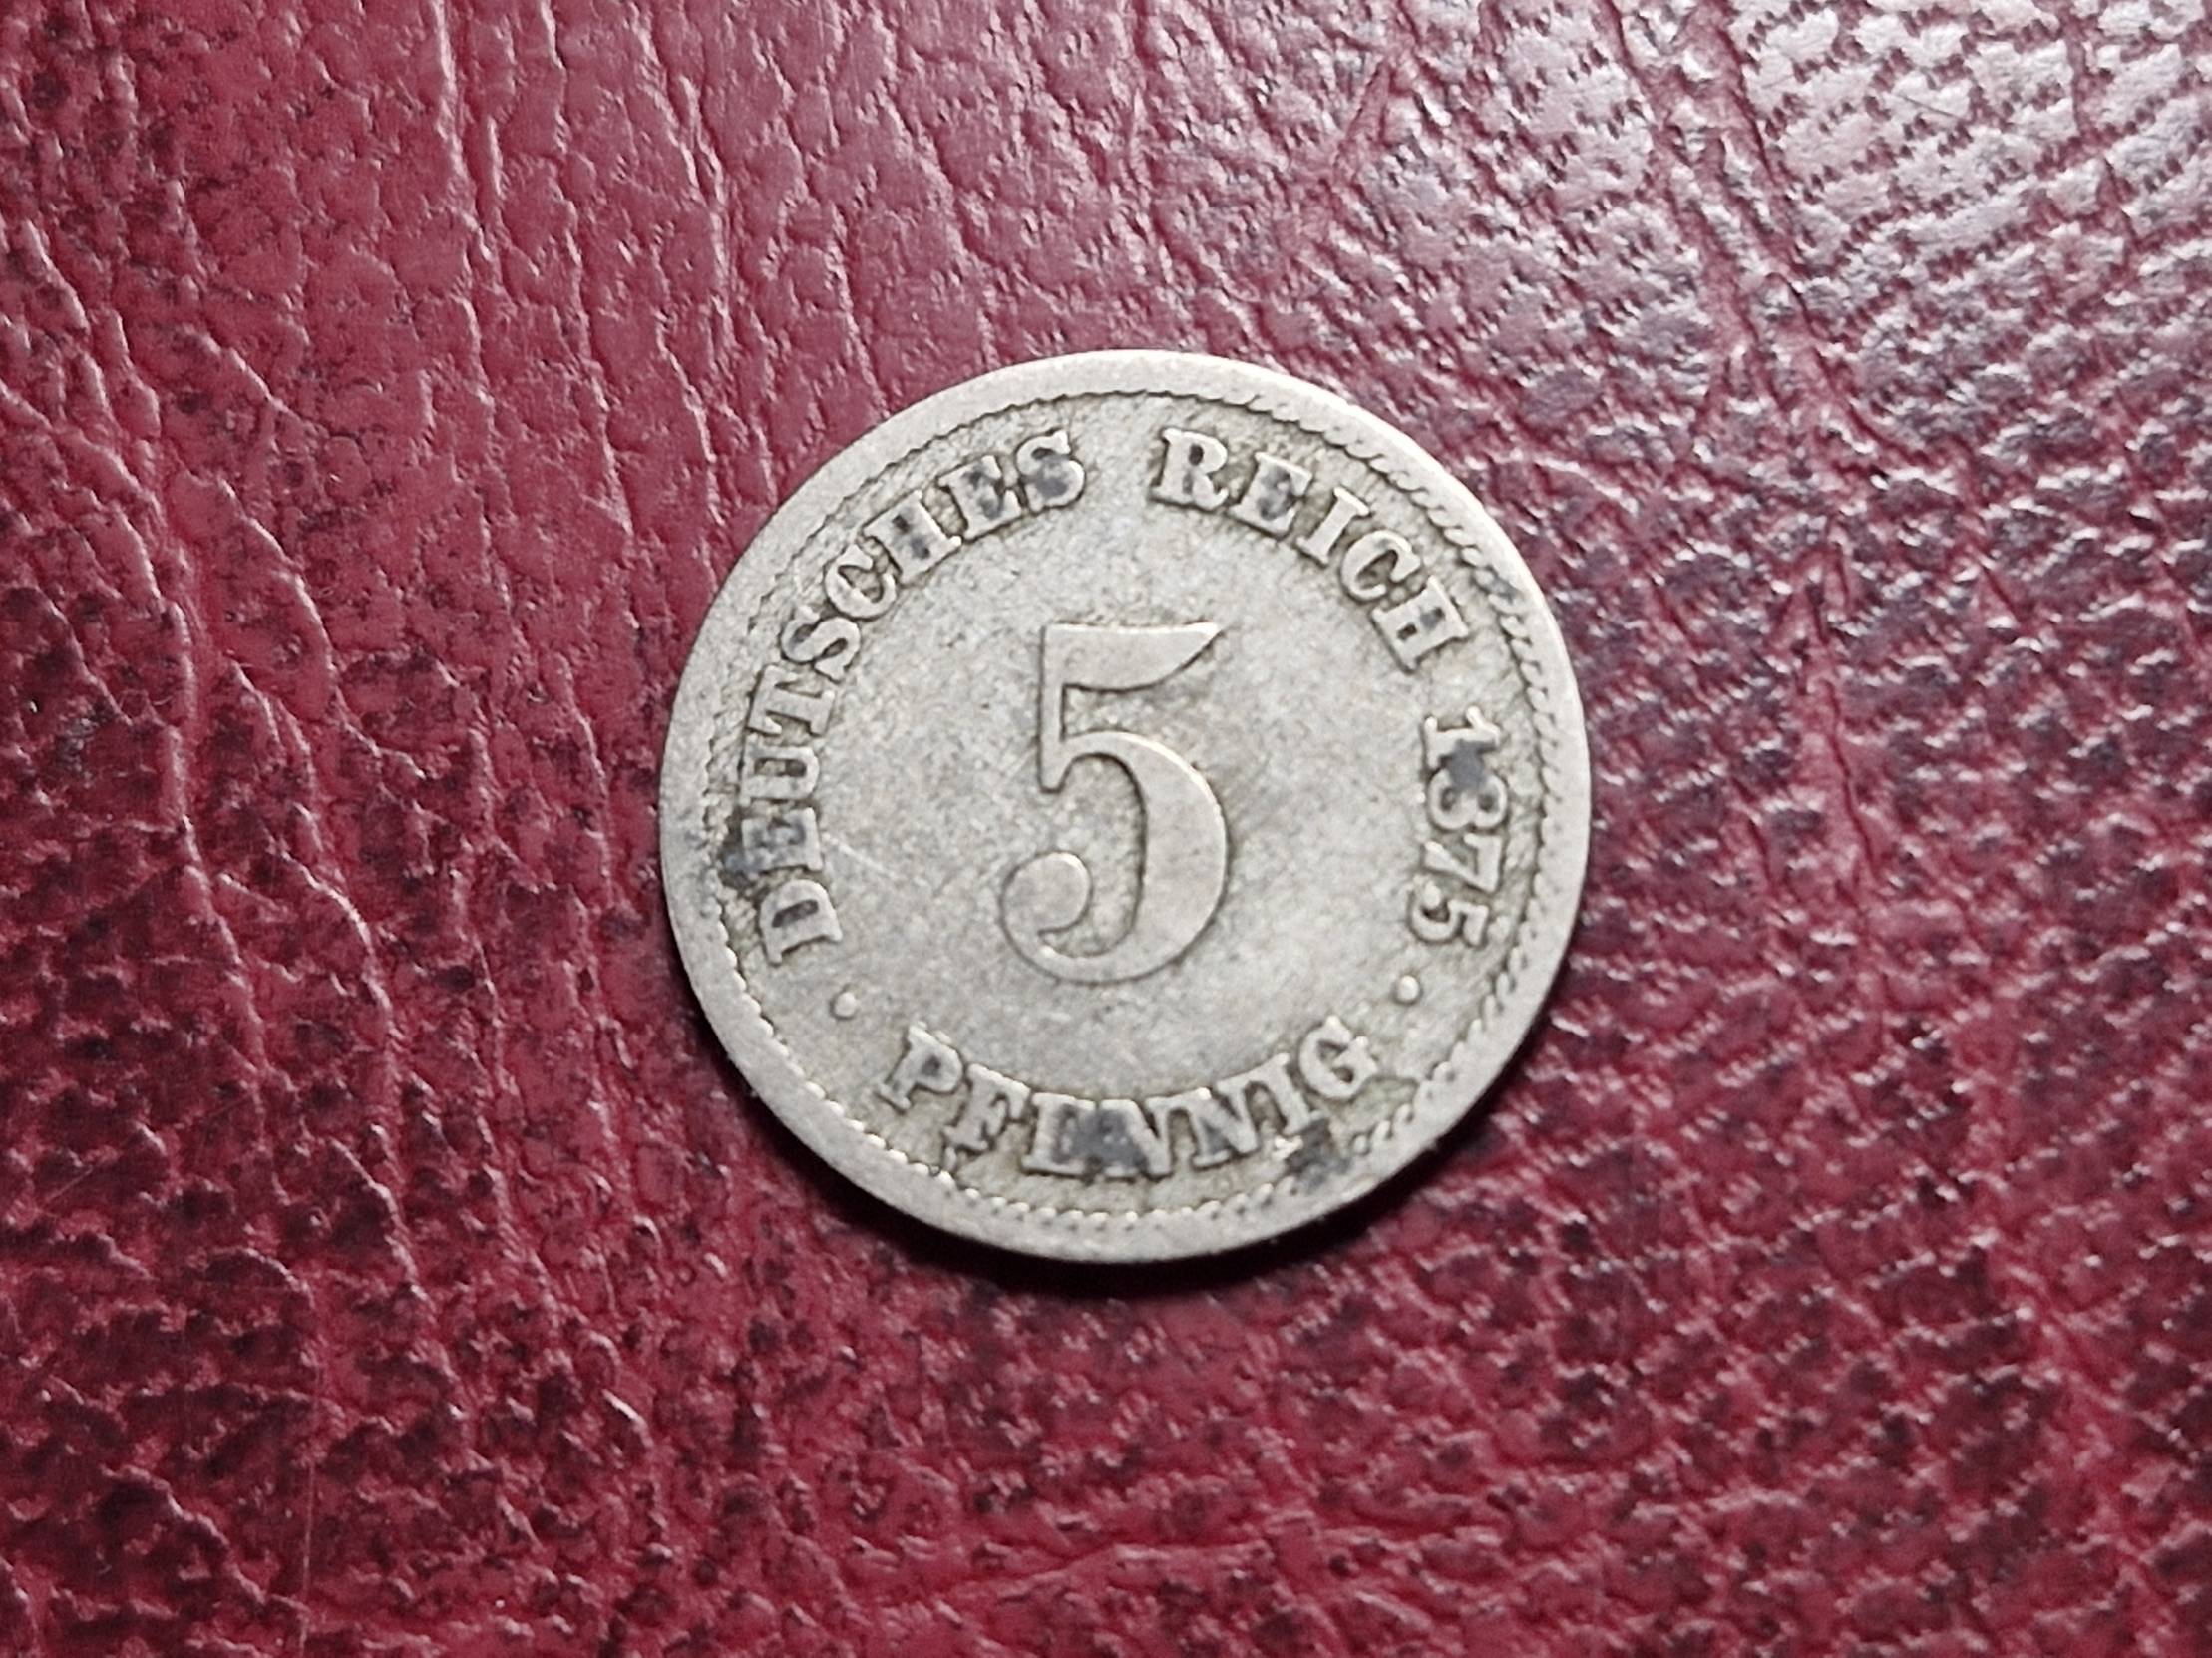 DEUTSCHES REICH 1875
5
· PFENNIG ·